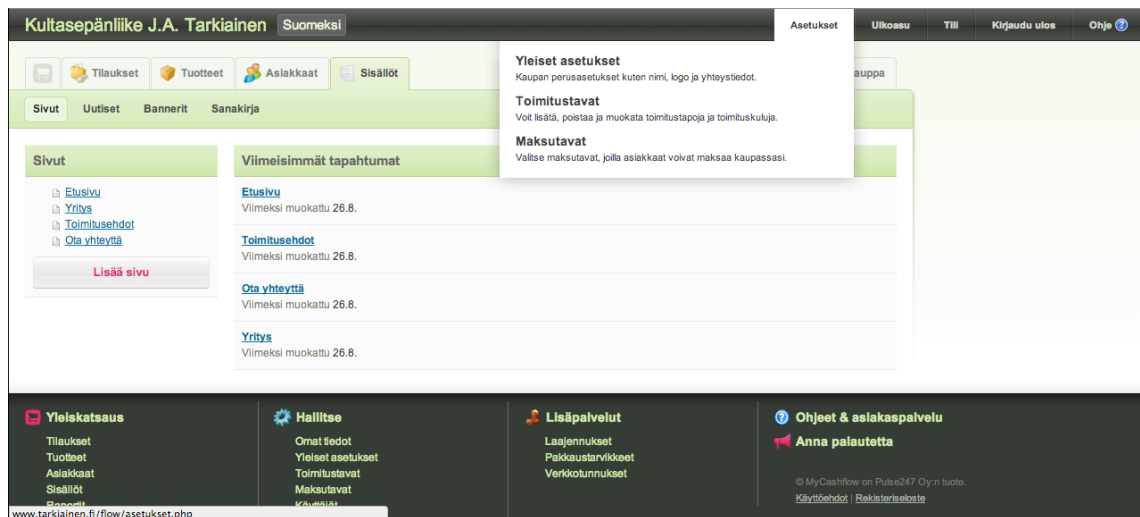 Kultasepänliike J.A. Tarkiainen Suomeksi
Asetukset Ulkoasu Tili Kirjaudu ulos Ohje
Yleiset asetukset
Kaupan perusasetukset kuten nimi, logo ja yhteystiedot.
Toimitustavat
Voit lisätä, poistaa ja muokata toimitustapoja ja toimituskuluja.
Maksutavat
Valitse maksutavat, joilla asiakkaat voivat maksaa kaupassasi.
Tilaukset Tuotteet Asiakkaat Sisällöt auppa
Sivut Uutiset Bannerit Sanakirja
Sivut
Etusivu
Yritys
Toimitusehdot
Ota yhteyttä
Lisää sivu
Viimeisimmät tapahtumat
Etusivu
Viimeksi muokattu 26.8.
Toimitusehdot
Viimeksi muokattu 26.8.
Ota yhteyttä
Viimeksi muokattu 26.8.
Yritys
Viimeksi muokattu 26.8.
Yleiskatsaus
Tilaukset
Tuotteet
Asiakkaat
Sisällöt
Raportit
Hallitse
Omat tiedot
Yleiset asetukset
Toimitustavat
Maksutavat
Käyttäjät
Lisäpalvelut
Laajennukset
Pakkaustarvikkeet
Verkkotunnukset
Ohjeet & asiakaspalvelu
Anna palautetta
© MyCashflow on Pulse247 Oy:n tuote.
Käyttöehdot | Rekisteriseloste
www.tarkiainen.fi/flow/asetukset.php